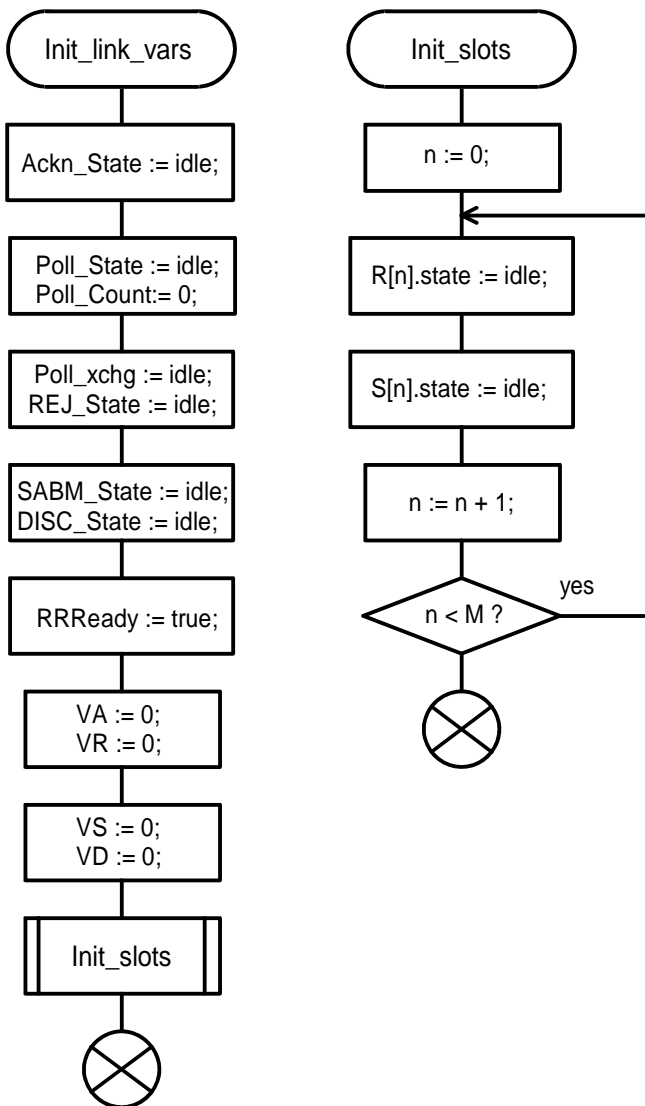 Init_link_vars
Ackn_State := idle;
Poll_State := idle;
Poll_Count:= 0;
Poll_xchg := idle;
REJ_State := idle;
SABM_State := idle;
DISC_State := idle;
RRReady := true;
VA := 0;
VR := 0;
VS := 0;
VD := 0;
Init_slots
Init_slots
n := 0;
R[n].state := idle;
S[n].state := idle;
n := n + 1;
n < M ?
yes